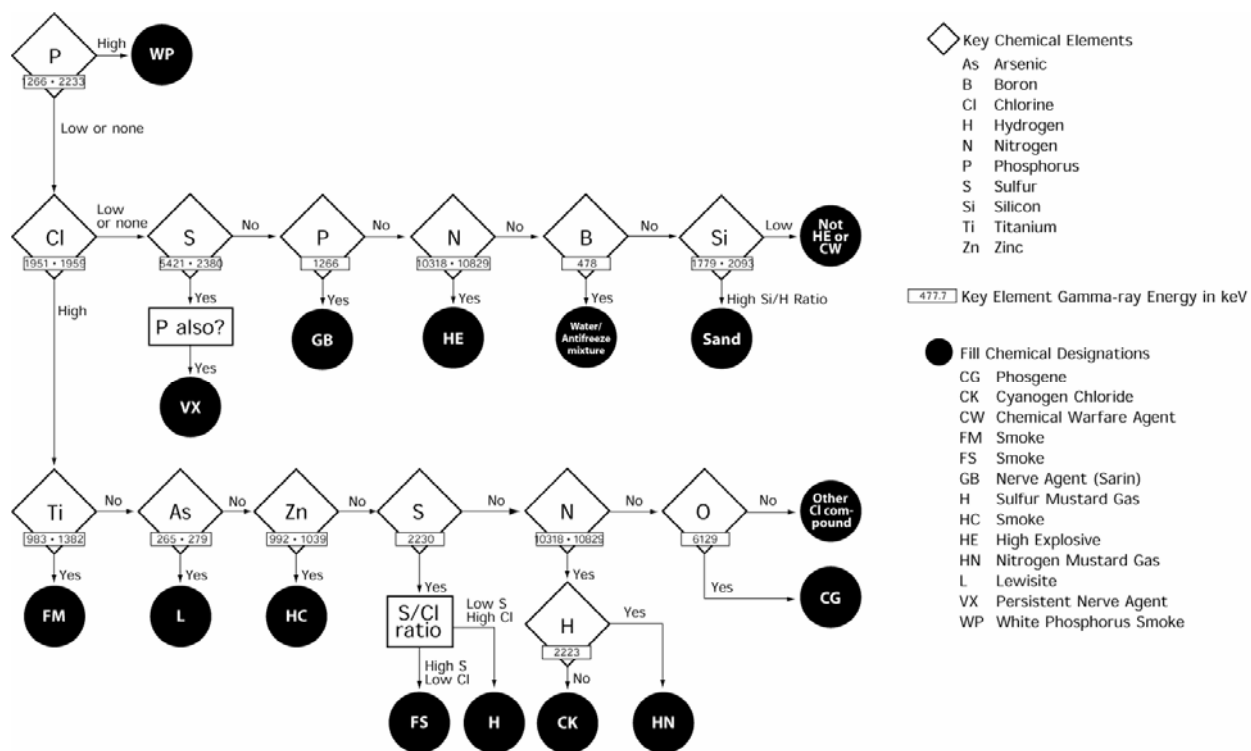 P
High
WP
1266 • 2233
Low or none
Cl
1951 • 1959
Low
or none
S
5421 • 2380
No
P
1266
No
N
10318 • 10829
No
B
478
No
Si
1779 • 2093
Low
Not
HE or
CW
High
Yes
P also?
Yes
VX
Yes
GB
Yes
HE
Yes
Water/
Antifreeze
mixture
High Si/H Ratio
Sand
Ti
983 • 1382
No
As
265 • 279
No
Zn
992 • 1039
No
S
2230
No
N
10318 • 10829
No
O
6129
No
Other
Cl com-
pound
Yes
FM
Yes
L
Yes
HC
Yes
S/Cl
ratio
Low S
High Cl
High S
Low Cl
FS
H
Yes
H
2223
Yes
No
CK
HN
Yes
CG
Key Chemical Elements
As Arsenic
B Boron
Cl Chlorine
H Hydrogen
N Nitrogen
P Phosphorus
S Sulfur
Si Silicon
Ti Titanium
Zn Zinc
477.7 Key Element Gamma-ray Energy in keV
Fill Chemical Designations
CG Phosgene
CK Cyanogen Chloride
CW Chemical Warfare Agent
FM Smoke
FS Smoke
GB Nerve Agent (Sarin)
H Sulfur Mustard Gas
HC Smoke
HE High Explosive
HN Nitrogen Mustard Gas
L Lewisite
VX Persistent Nerve Agent
WP White Phosphorus Smoke